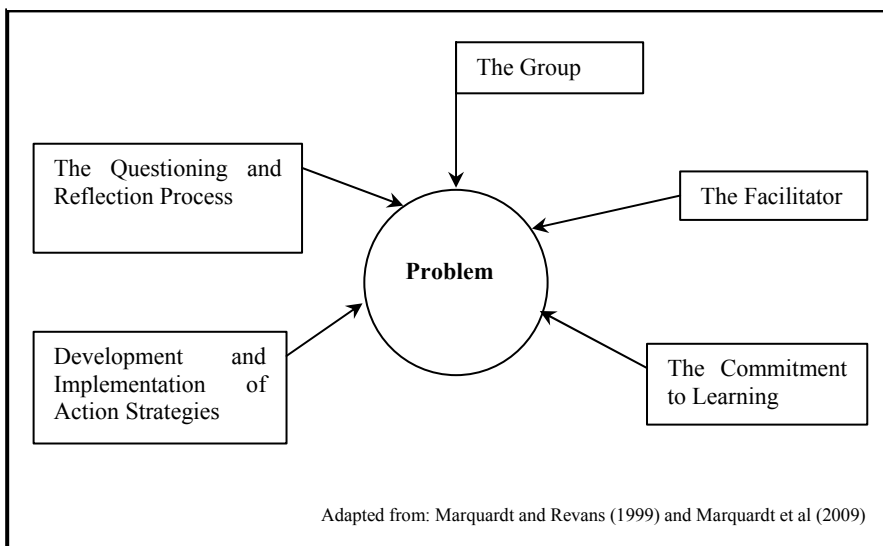 The Group
The Questioning and
Reflection Process
The Facilitator
Problem
Development and
Implementation of
Action Strategies
The Commitment
to Learning
Adapted from: Marquardt and Revans (1999) and Marquardt et al (2009)